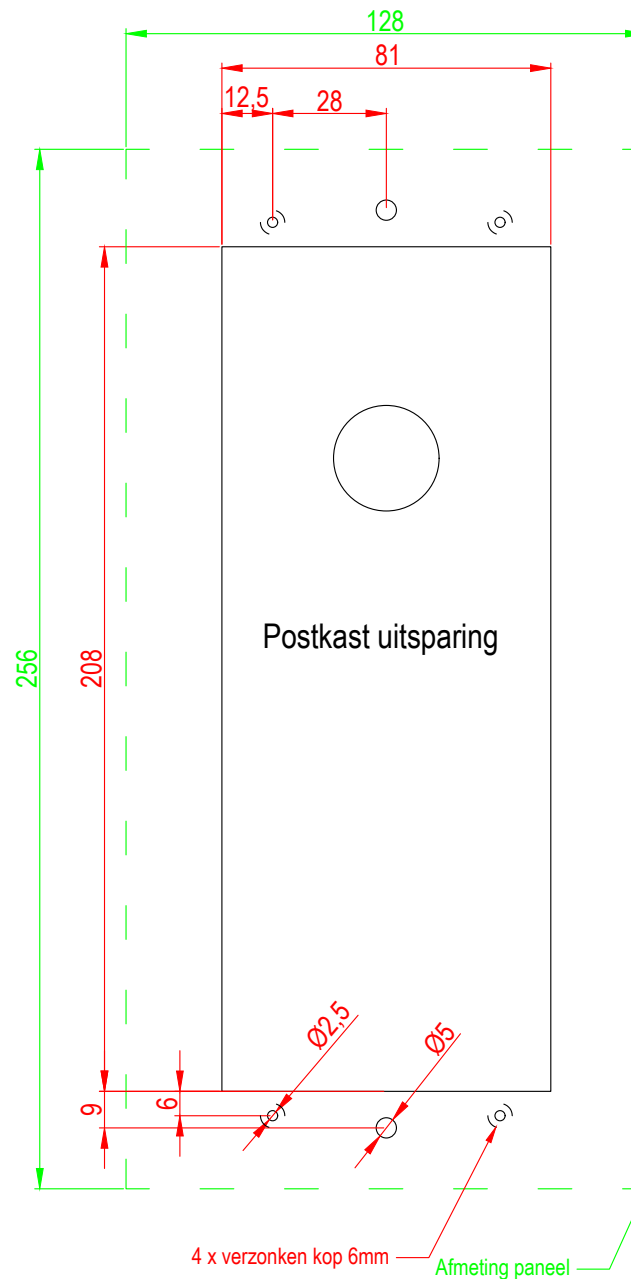 128
81
12,5
28
256
208
Postkast uitsparing
Ø2,5
Ø5
9
6
4 x verzonken kop 6mm
Afmeting paneel